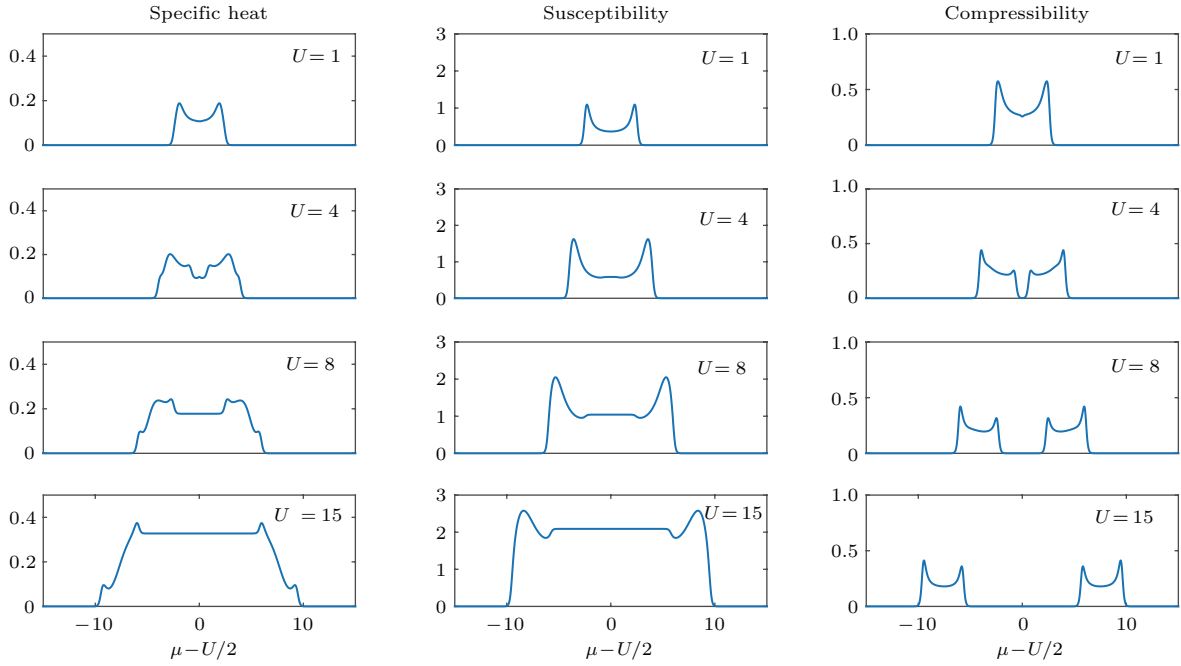 Specific heat Susceptibility Compressibility
0.4 U=1 3 U=1 1.0 U=1
2
0.2 0.5
1
0 0 0
0.4 U=4 3 U=4 1.0 U=4
2
0.2 0.5
1
0 0 0
0.4 U=8 3 U=8 1.0 U=8
2
0.2 0.5
1
0 0 0
0.4 U =15 3 U=15 1.0 U=15
2
0.2 0.5
1
0 0 0
−10 0 10 −10 0 10 −10 0 10
μ−U/2 μ−U/2 μ−U/2